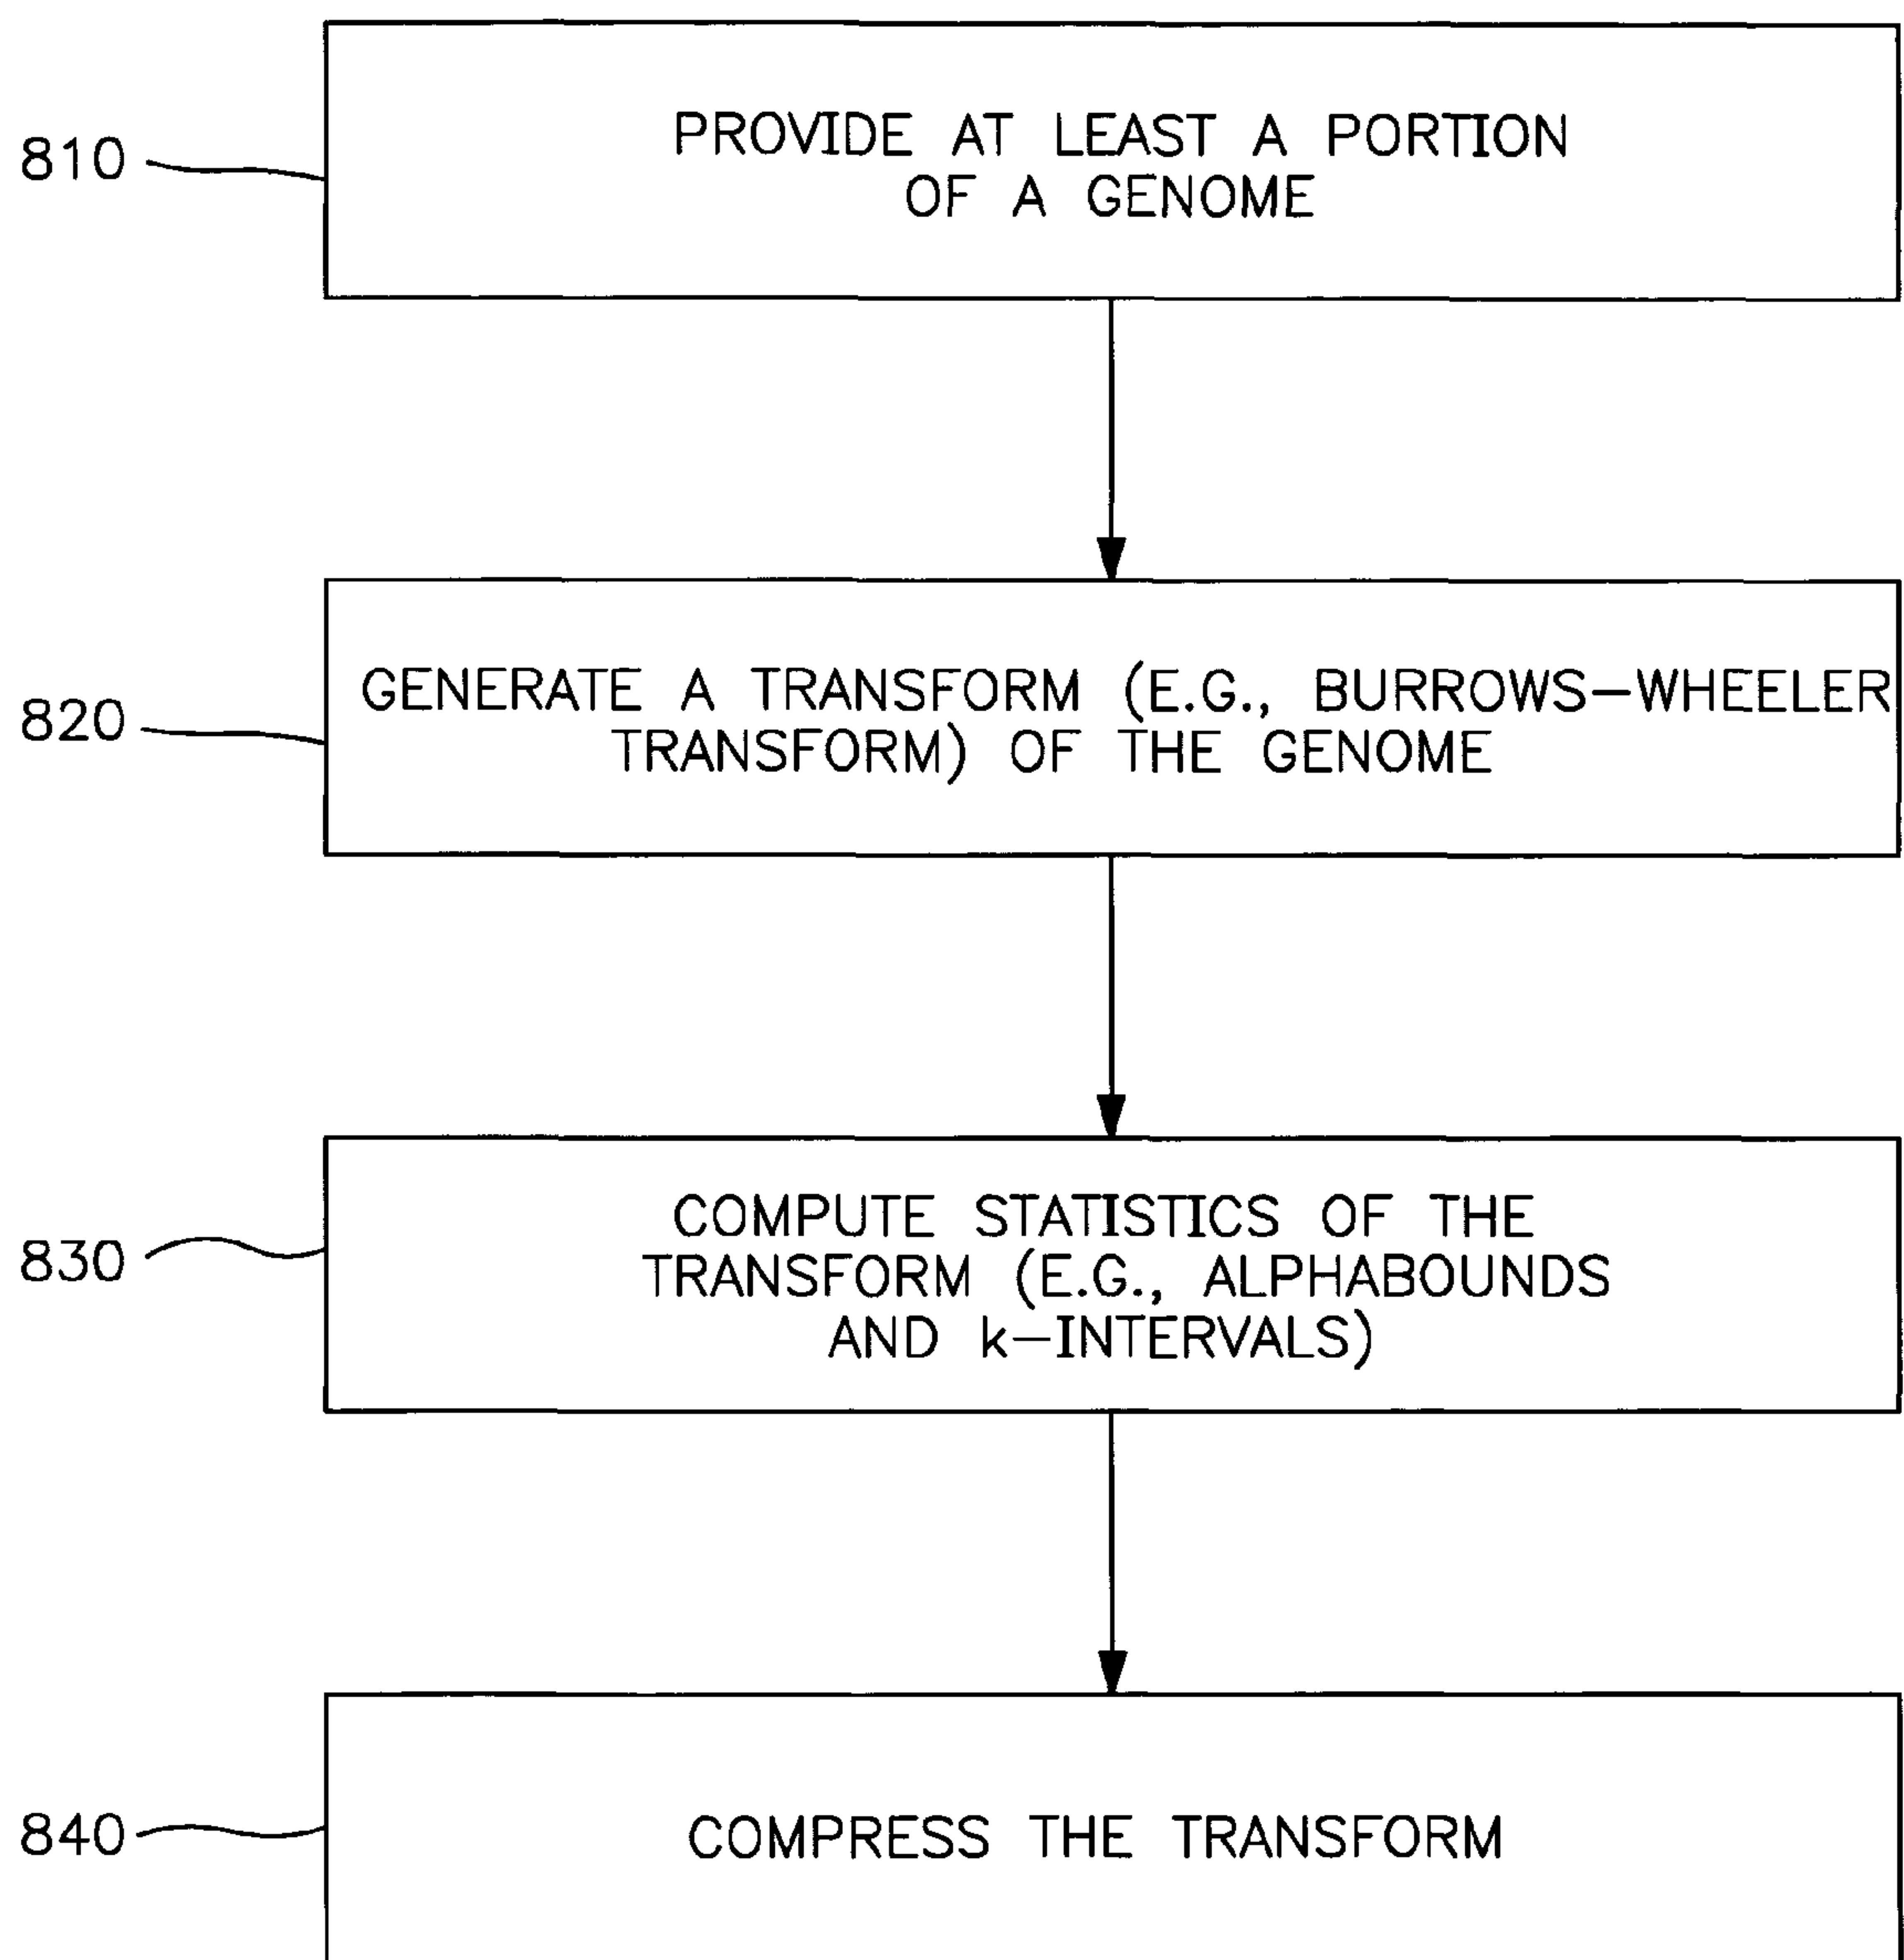 810
PROVIDE AT LEAST A PORTION
OF A GENOME
820
GENERATE A TRANSFORM (E.G., BURROWS-WHEELER
TRANSFORM) OF THE GENOME
830
COMPUTE STATISTICS OF THE
TRANSFORM (E.G., ALPHABOUNDS
AND k-INTERVALS)
840
COMPRESS THE TRANSFORM